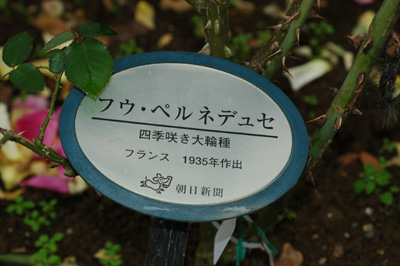 フウ・ペルネデュセ
四季咲き大輪種
フランス 1935年作出
朝日新聞